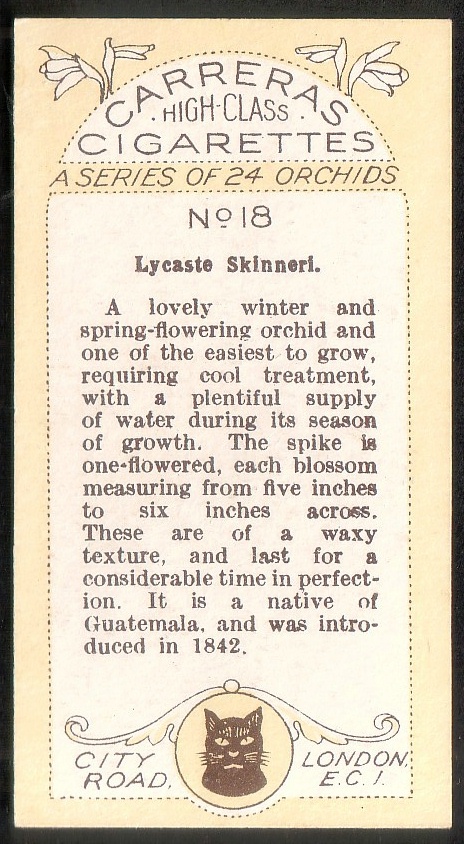 CARRERAS
. HIGH-CLASS .
CIGARETTES
A SERIES OF 24 ORCHIDS
No 18
Lycaste Skinneri.
A lovely winter and
spring-flowering orchid and
one of the easiest to grow,
requiring cool treatment,
with a plentiful supply
of water during its season
of growth. The spike is
one-flowered, each blossom
measuring from five inches
to six inches across.
These are of a waxy
texture, and last for a
considerable time in perfect-
ion. It is a native of
Guatemala, and was intro-
duced in 1842.
CITY ROAD,
LONDON, E.C.1.